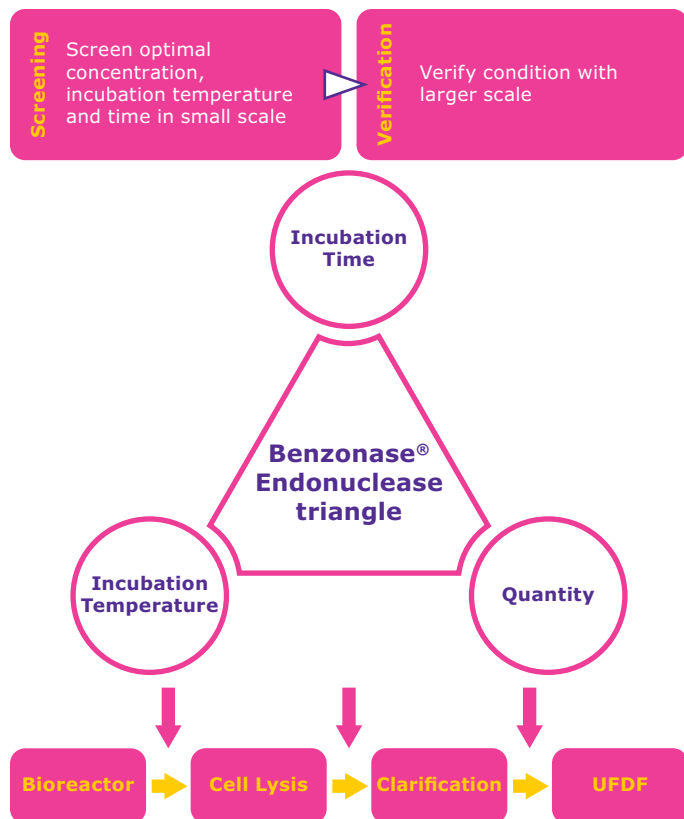 Screening
Screen optimal
concentration,
incubation temperature
and time in small scale
Verification
Verify condition with
larger scale
Incubation
Time
Benzonase®
Endonuclease
triangle
Incubation
Temperature
Quantity
Bioreactor
Cell Lysis
Clarification
UFDF